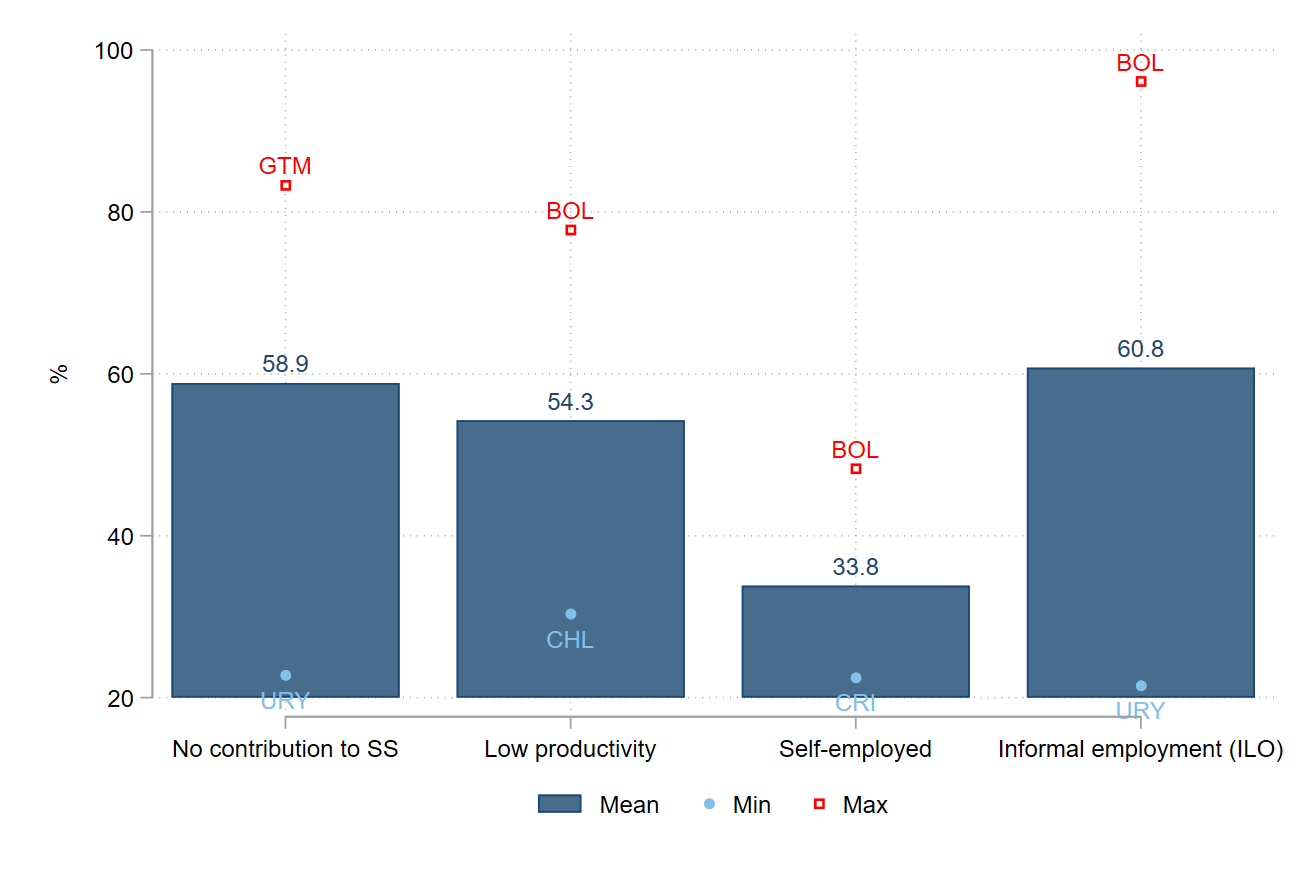 100
80
60
40
20
%
GTM
58.9
URY
BOL
54.3
CHL
BOL
33.8
CRI
BOL
60.8
URY
No contribution to SS
Low productivity
Self-employed
Informal employment (ILO)
Mean
Min
Max